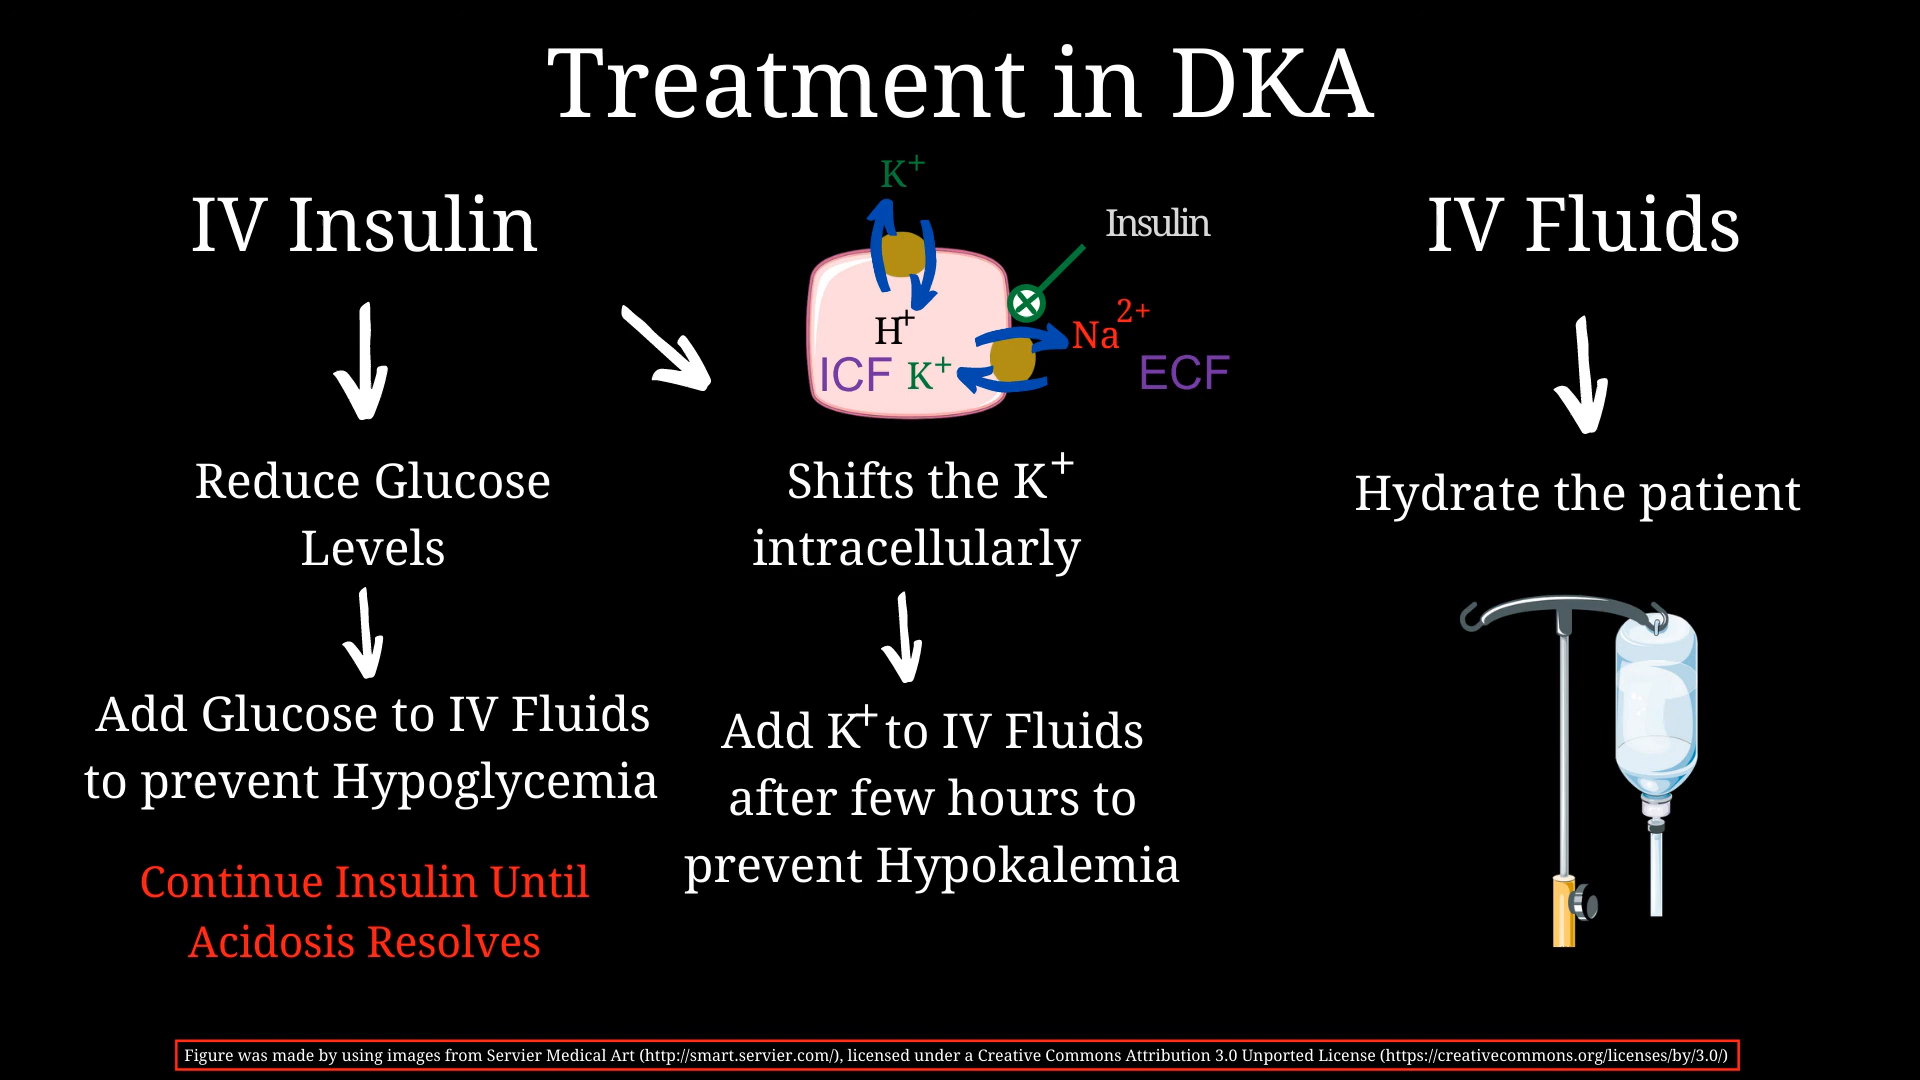 Treatment in DKA
IV Insulin
K+
Insulin
H+
Na2+
ICF
K+
ECF
IV Fluids
Reduce Glucose
Levels
Shifts the K+
intracellularly
Hydrate the patient
Add Glucose to IV Fluids
to prevent Hypoglycemia
Add K+ to IV Fluids
after few hours to
prevent Hypokalemia
Continue Insulin Until
Acidosis Resolves
Figure was made by using images from Servier Medical Art (http://smart.servier.com/), licensed under a Creative Commons Attribution 3.0 Unported License (https://creativecommons.org/licenses/by/3.0/)